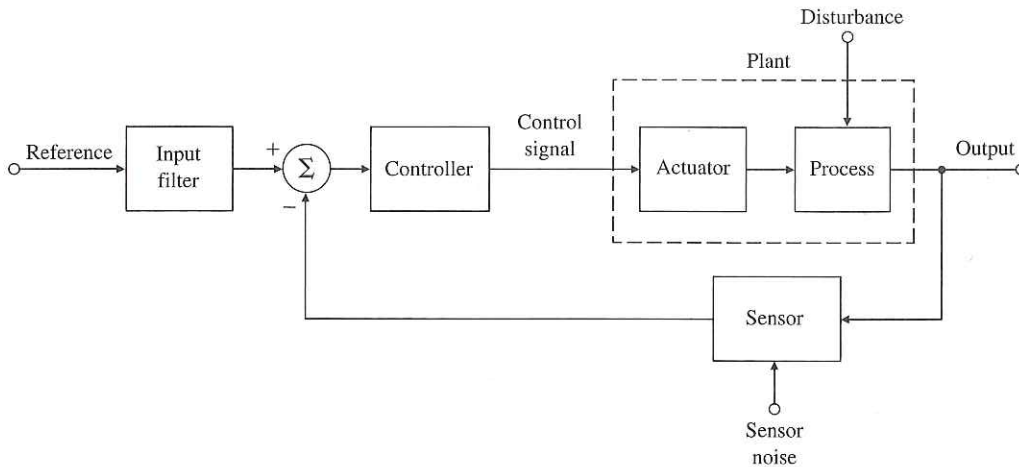 Disturbance
Plant
Control
signal
Reference
Input
filter
+
Σ
−
Controller
Actuator
Process
Output
Sensor
Sensor
noise